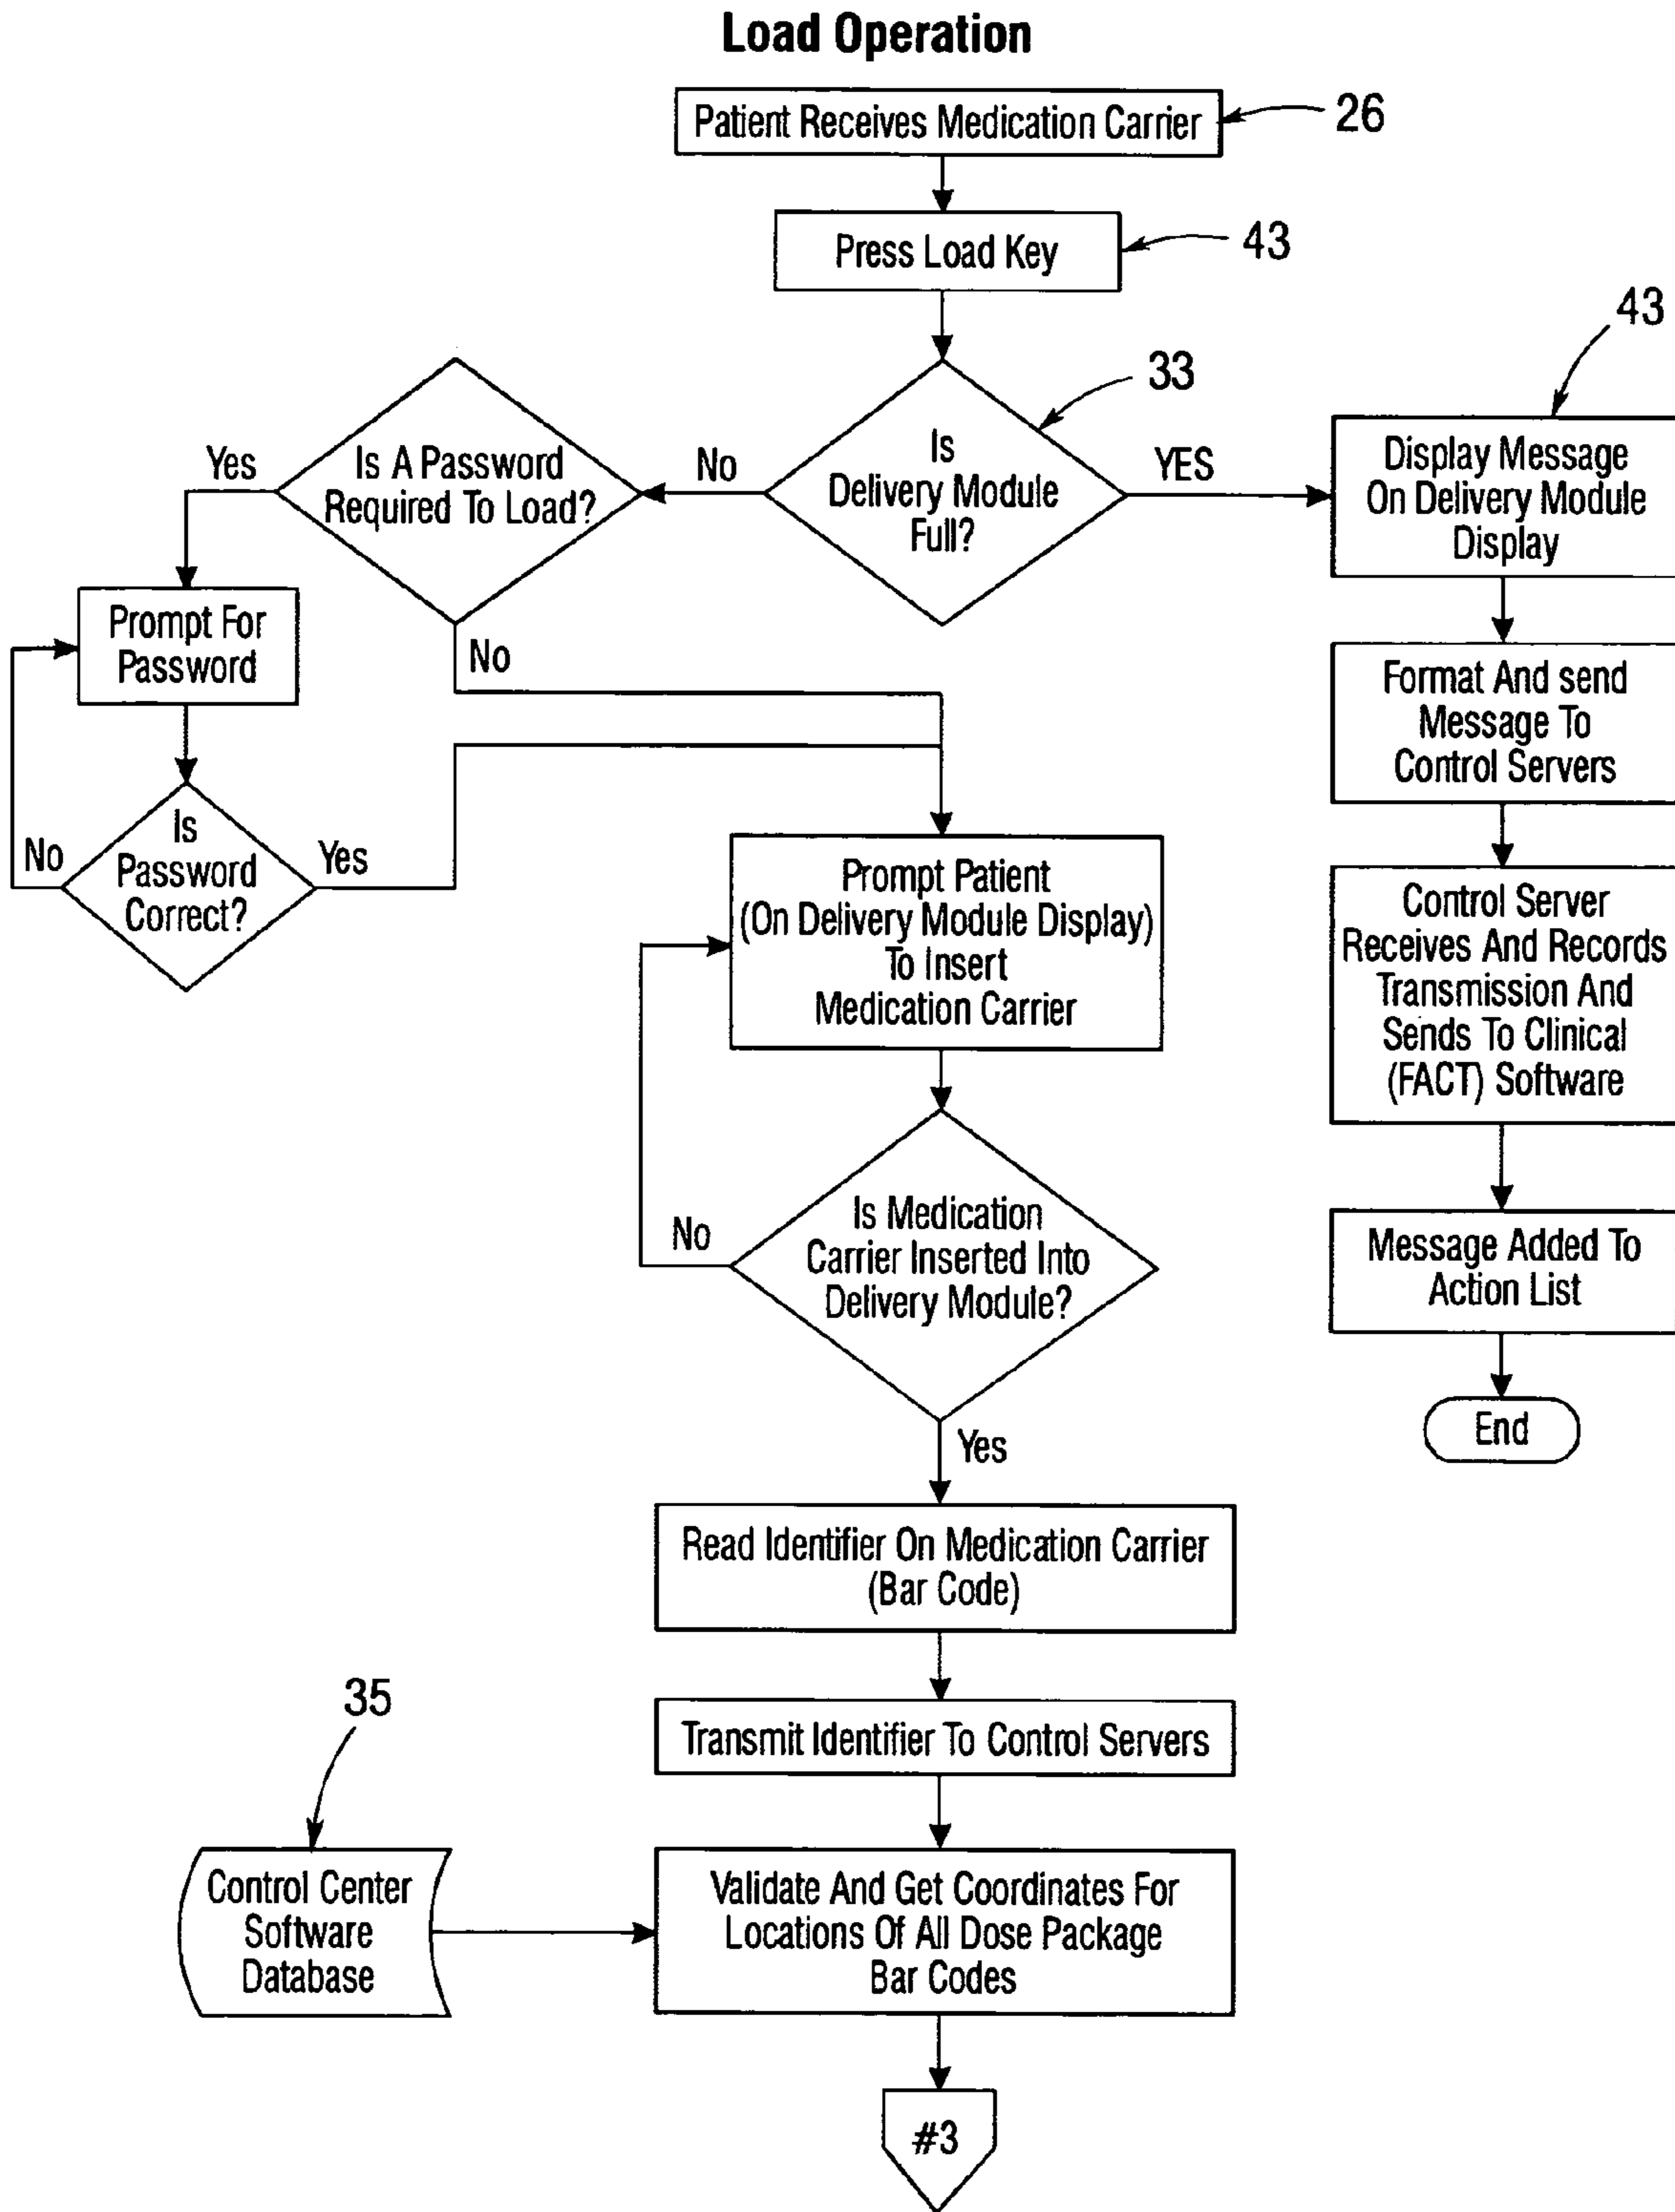 Load Operation
Patient Receives Medication Carrier
26
Press Load Key
43
43
33
Is
Delivery Module
Full?
No
YES
Is A Password
Required To Load?
Yes
No
Display Message
On Delivery Module
Display
Prompt For
Password
Format And send
Message To
Control Servers
Is
Password
Correct?
No
Yes
Prompt Patient
(On Delivery Module Display)
To Insert
Medication Carrier
Control Server
Receives And Records
Transmission And
Sends To Clinical
(FACT) Software
Is Medication
Carrier Inserted Into
Delivery Module?
No
Yes
Message Added To
Action List
End
Read Identifier On Medication Carrier
(Bar Code)
Transmit Identifier To Control Servers
35
Control Center
Software
Database
Validate And Get Coordinates For
Locations Of All Dose Package
Bar Codes
#3